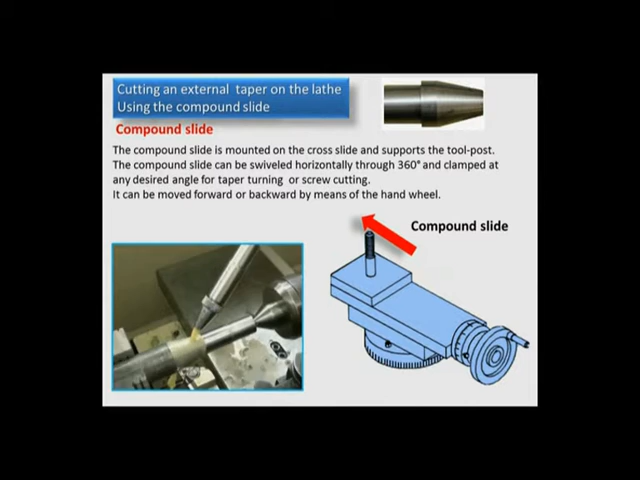 Cutting an external taper on the lathe
Using the compound slide
Compound slide
The compound slide is mounted on the cross slide and supports the tool-post.
The compound slide can be swiveled horizontally through 360° and clamped at
any desired angle for taper turning or screw cutting.
It can be moved forward or backward by means of the hand wheel.
Compound slide